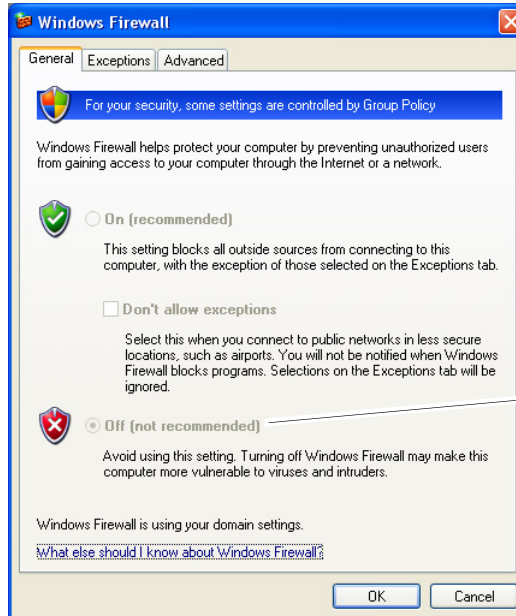 Windows Firewall
General Exceptions Advanced
For your security, some settings are controlled by Group Policy
Windows Firewall helps protect your computer by preventing unauthorized users
from gaining access to your computer through the Internet or a network.
On (recommended)
This setting blocks all outside sources from connecting to this
computer, with the exception of those selected on the Exceptions tab.
Don't allow exceptions
Select this when you connect to public networks in less secure
locations, such as airports. You will not be notified when Windows
Firewall blocks programs. Selections on the Exceptions tab will be
ignored.
Off (not recommended)
Avoid using this setting. Turning off Windows Firewall may make this
computer more vulnerable to viruses and intruders.
Windows Firewall is using your domain settings.
What else should I know about Windows Firewall?
OK Cancel